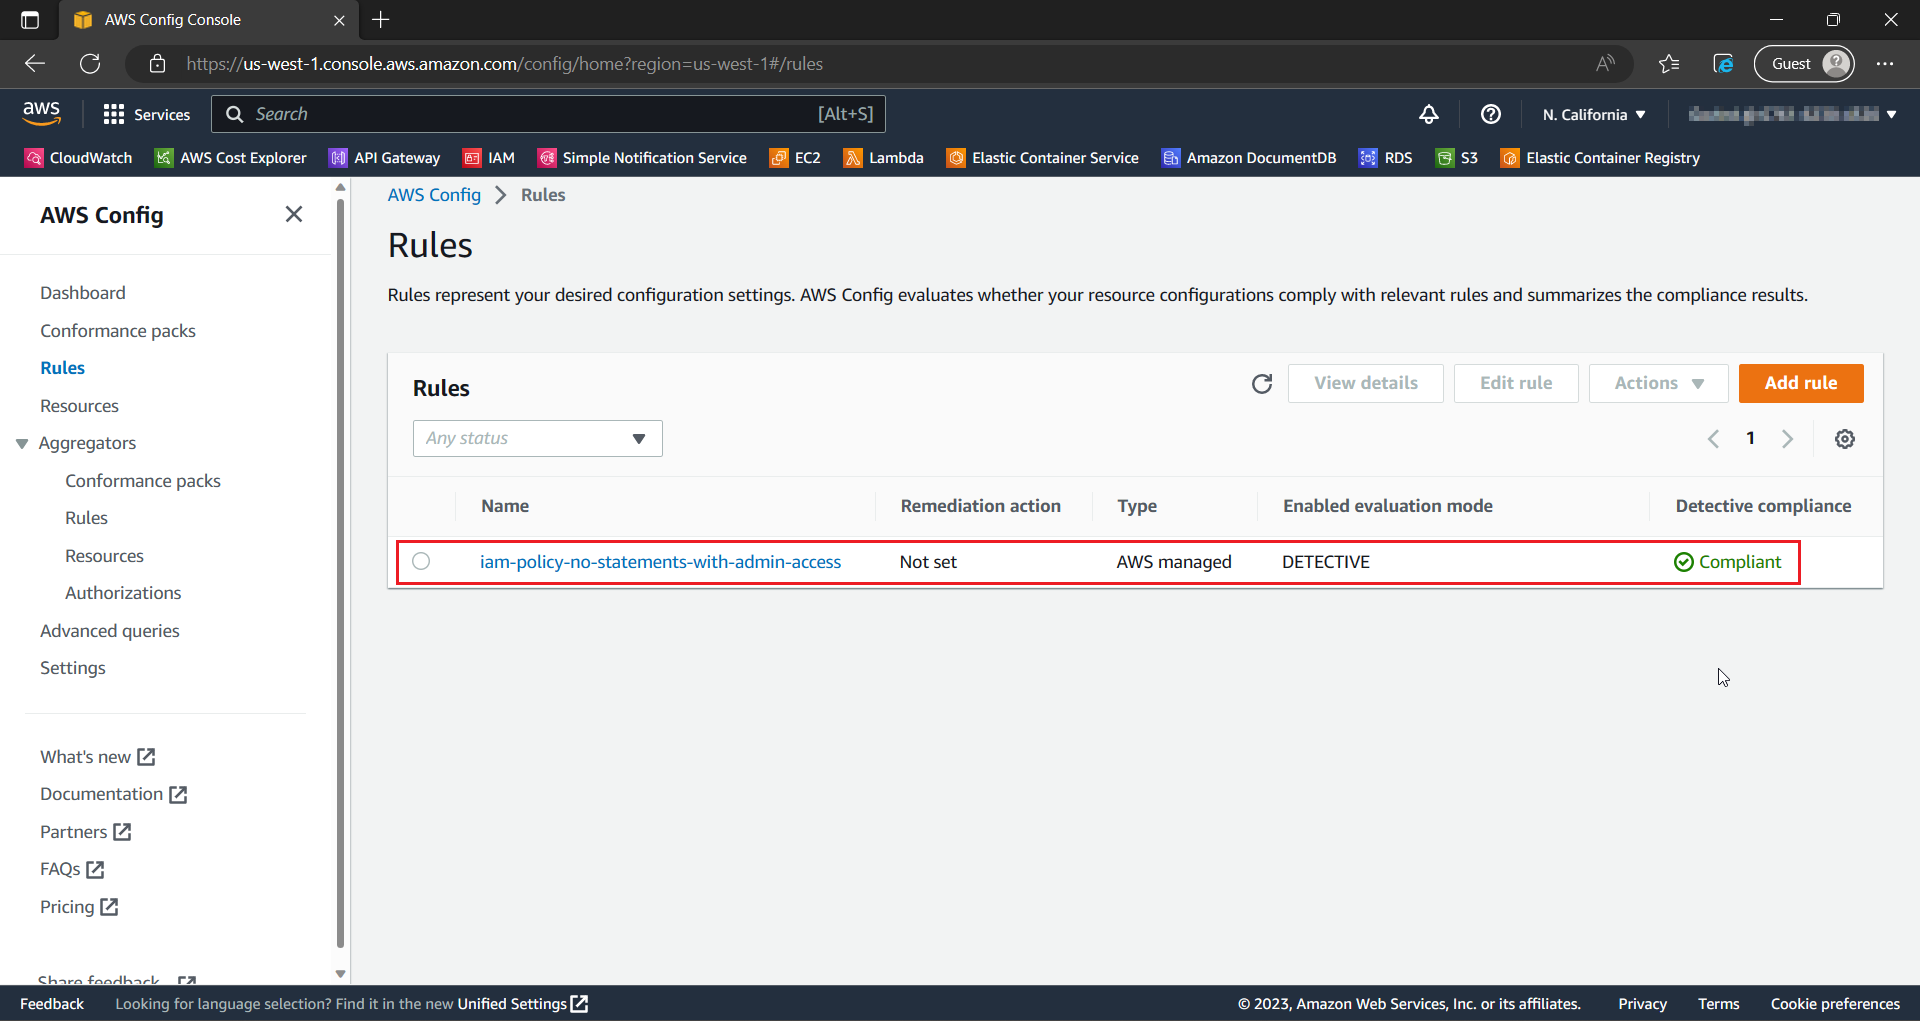 AWS Config Console
https://us-west-1.console.aws.amazon.com/config/home?region=us-west-1#/rules
Guest
aws
Services
Search
[Alt+S]
N. California
CloudWatch
AWS Cost Explorer
API Gateway
IAM
Simple Notification Service
EC2
Lambda
Elastic Container Service
Amazon DocumentDB
RDS
S3
Elastic Container Registry
AWS Config
Dashboard
Conformance packs
Rules
Resources
Aggregators
Conformance packs
Rules
Resources
Authorizations
Advanced queries
Settings
What's new
Documentation
Partners
FAQs
Pricing
Share feedback
AWS Config > Rules
Rules
Rules represent your desired configuration settings. AWS Config evaluates whether your resource configurations comply with relevant rules and summarizes the compliance results.
Rules
View details
Edit rule
Actions
Add rule
Any status
1
Name Remediation action Type Enabled evaluation mode Detective compliance
iam-policy-no-statements-with-admin-access Not set AWS managed DETECTIVE Compliant
Feedback
Looking for language selection? Find it in the new Unified Settings
© 2023, Amazon Web Services, Inc. or its affiliates.
Privacy
Terms
Cookie preferences